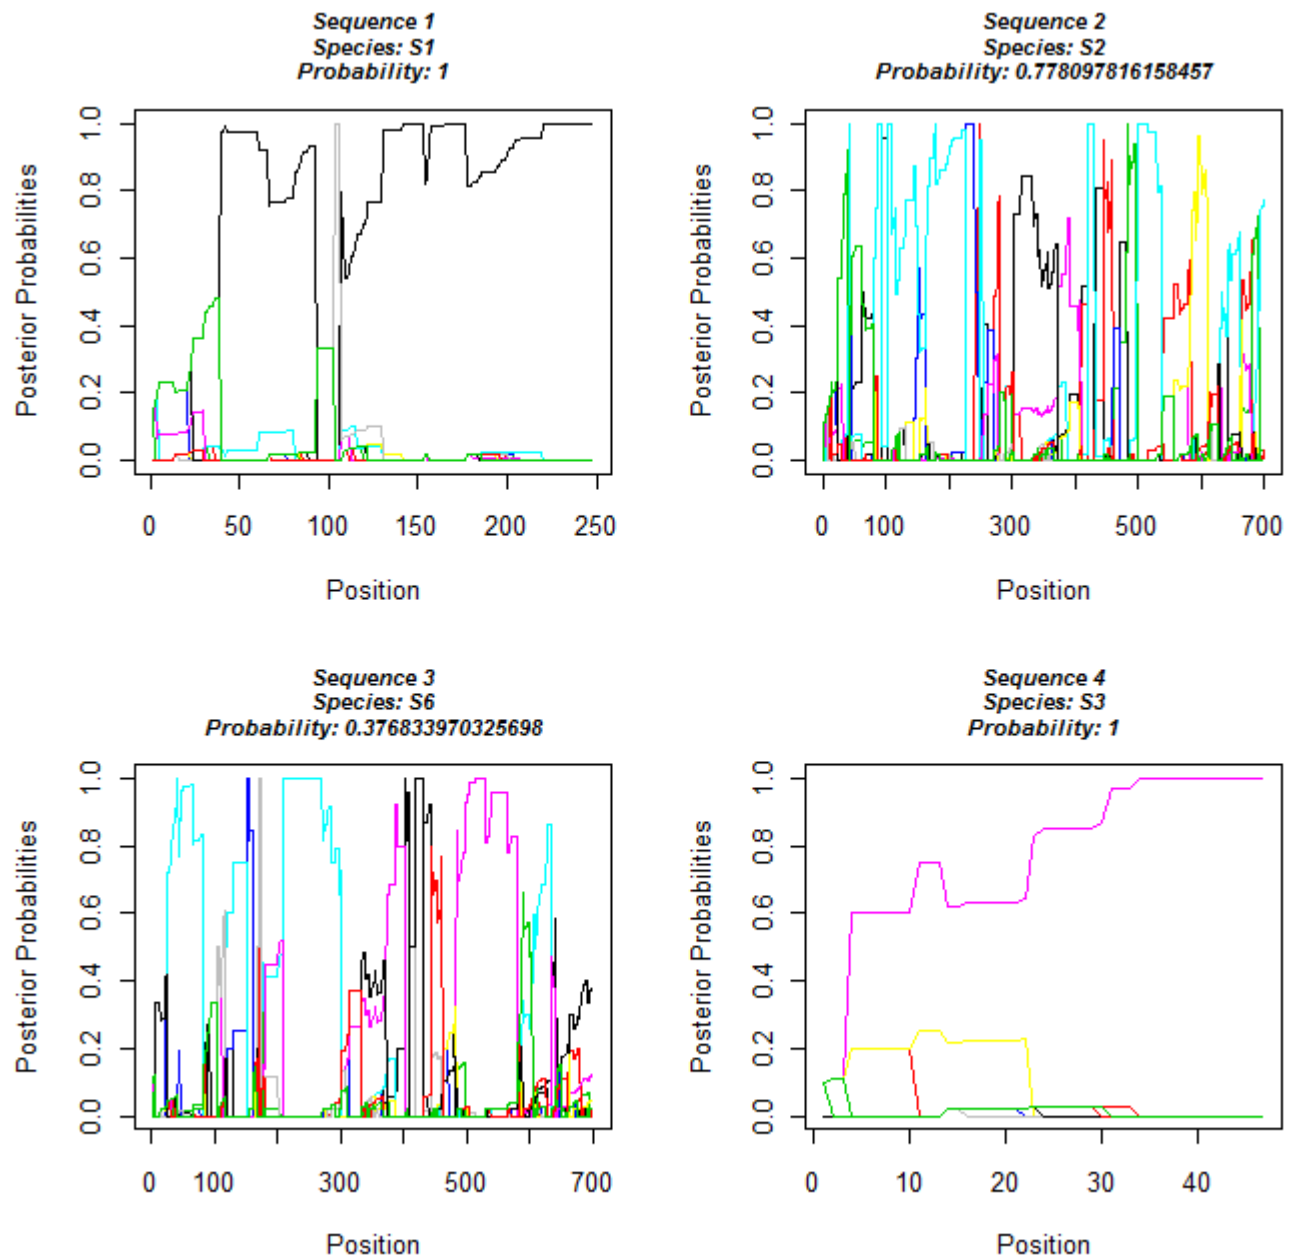 Sequence 1
Species: S1
Probability: 1
Posterior Probabilities
0.0 0.2 0.4 0.6 0.8 1.0
0 50 100 150 200 250
Position
Sequence 2
Species: S2
Probability: 0.778097816158457
Posterior Probabilities
0.0 0.2 0.4 0.6 0.8 1.0
0 100 300 500 700
Position
Sequence 3
Species: S6
Probability: 0.376833970325698
Posterior Probabilities
0.0 0.2 0.4 0.6 0.8 1.0
0 100 300 500 700
Position
Sequence 4
Species: S3
Probability: 1
Posterior Probabilities
0.0 0.2 0.4 0.6 0.8 1.0
0 10 20 30 40
Position